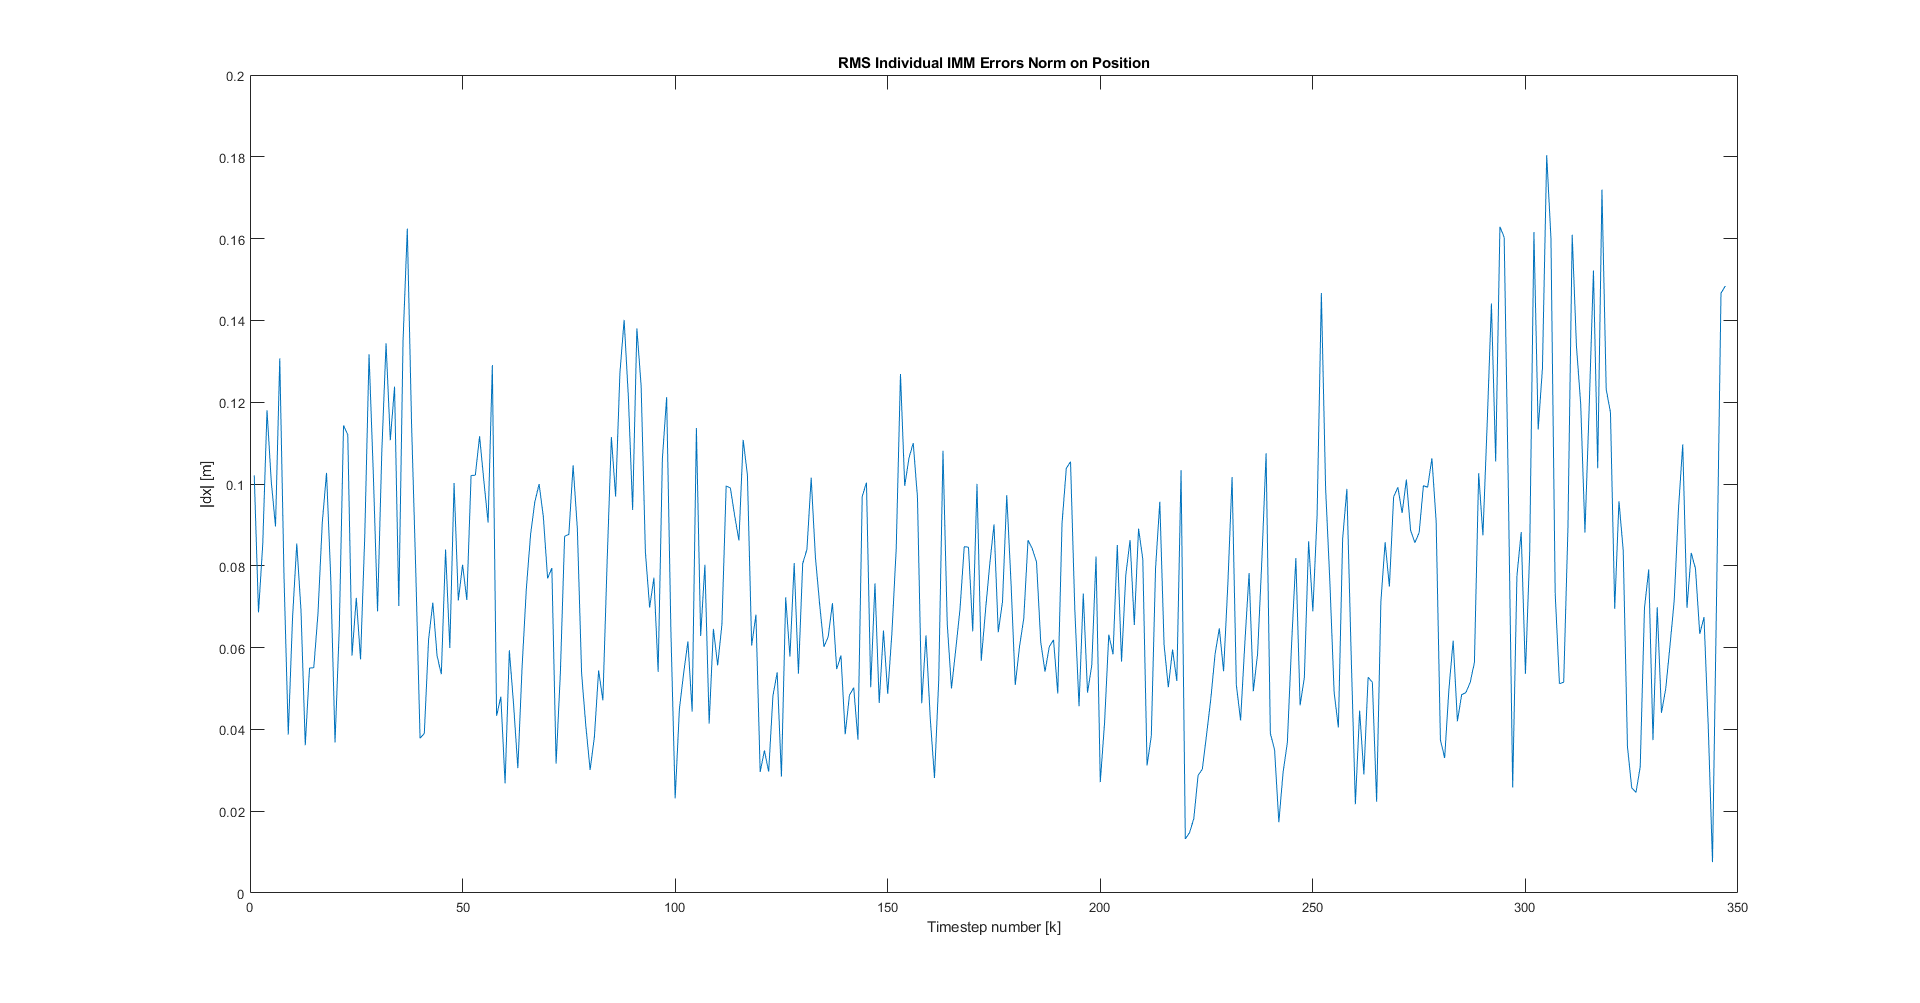 RMS Individual IMM Errors Norm on Position
0.2
0.18
0.16
0.14
0.12
0.1
0.08
0.06
0.04
0.02
0
|dx| [m]
0 50 100 150 200 250 300 350
Timestep number [k]